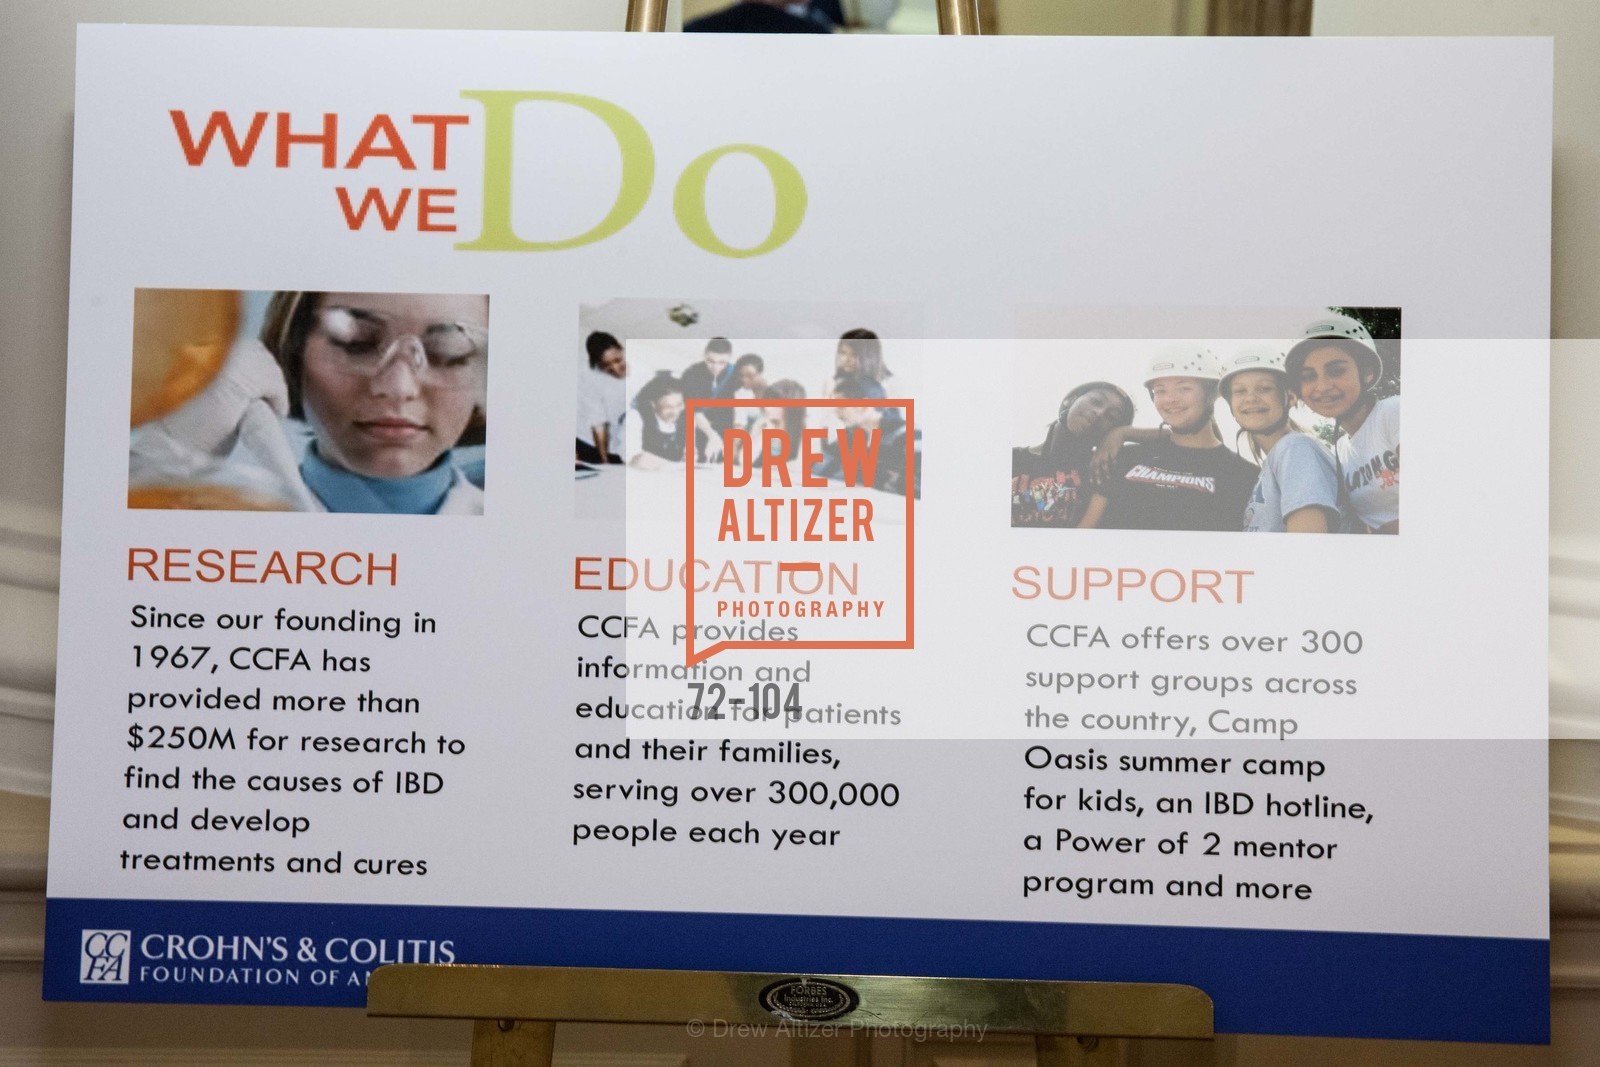 WHAT
WE
Do
RESEARCH
Since our founding in
1967, CCFA has
provided more than
$250M for research to
find the causes of IBD
and develop
treatments and cures
EDUCATION
CCFA provides
information and
education for patients
and their families,
serving over 300,000
people each year
SUPPORT
CCFA offers over 300
support groups across
the country, Camp
Oasis summer camp
for kids, an IBD hotline,
a Power of 2 mentor
program and more
CHAMPIONS
DREW
ALTIZER
PHOTOGRAPHY
72-104
CCFA
CROHN'S & COLITIS
FOUNDATION OF
FORBES
Industries Inc.
© Drew Altizer Photography